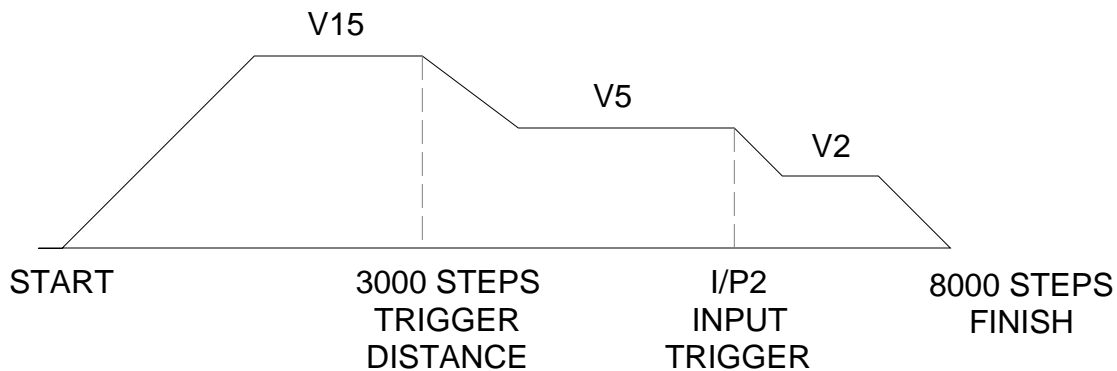 V15
V5
V2
START
3000 STEPS
TRIGGER
DISTANCE
I/P2
INPUT
TRIGGER
8000 STEPS
FINISH